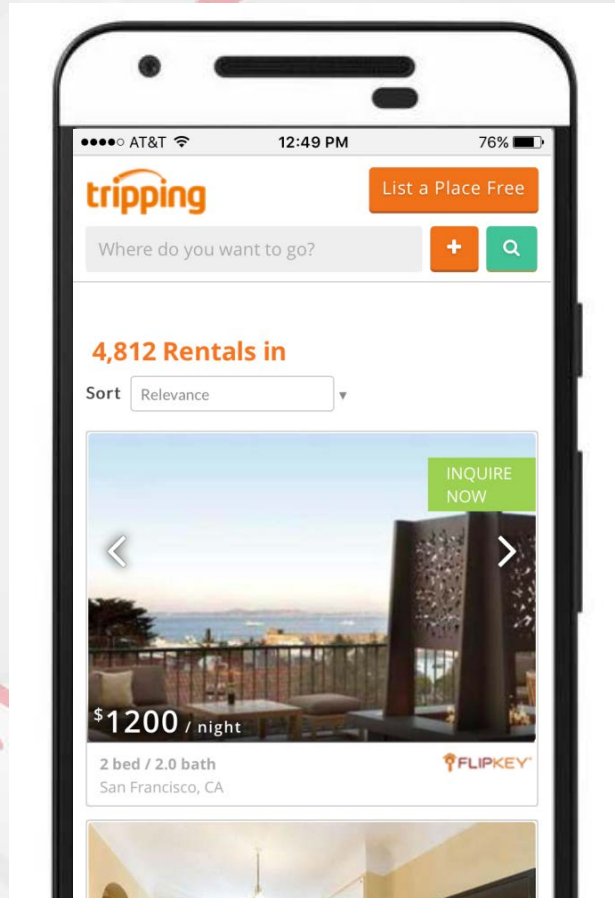 AT&T 12:49 PM 76%
tripping
List a Place Free
Where do you want to go?
4,812 Rentals in
Sort Relevance
INQUIRE
NOW
$1200 / night
2 bed / 2.0 bath
FLIPKEY
San Francisco, CA